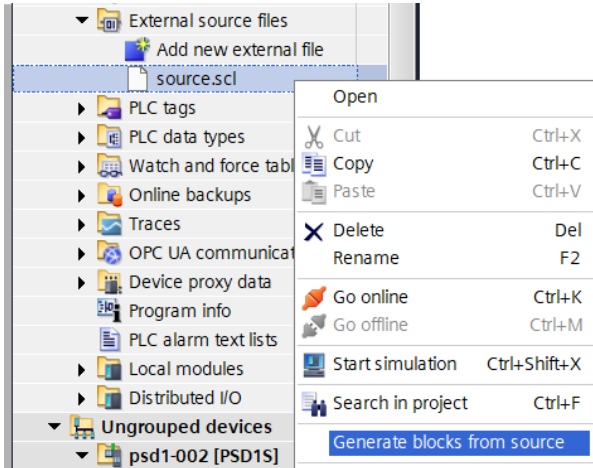 External source files
Add new external file
source.scl
PLC tags
PLC data types
Watch and force tabl
Online backups
Traces
OPC UA communicat
Device proxy data
Program info
PLC alarm text lists
Local modules
Distributed I/O
Ungrouped devices
psd1-002 [PSD1S]
Open
Cut Ctrl+X
Copy Ctrl+C
Paste Ctrl+V
Delete Del
Rename F2
Go online Ctrl+K
Go offline Ctrl+M
Start simulation Ctrl+Shift+X
Search in project Ctrl+F
Generate blocks from source